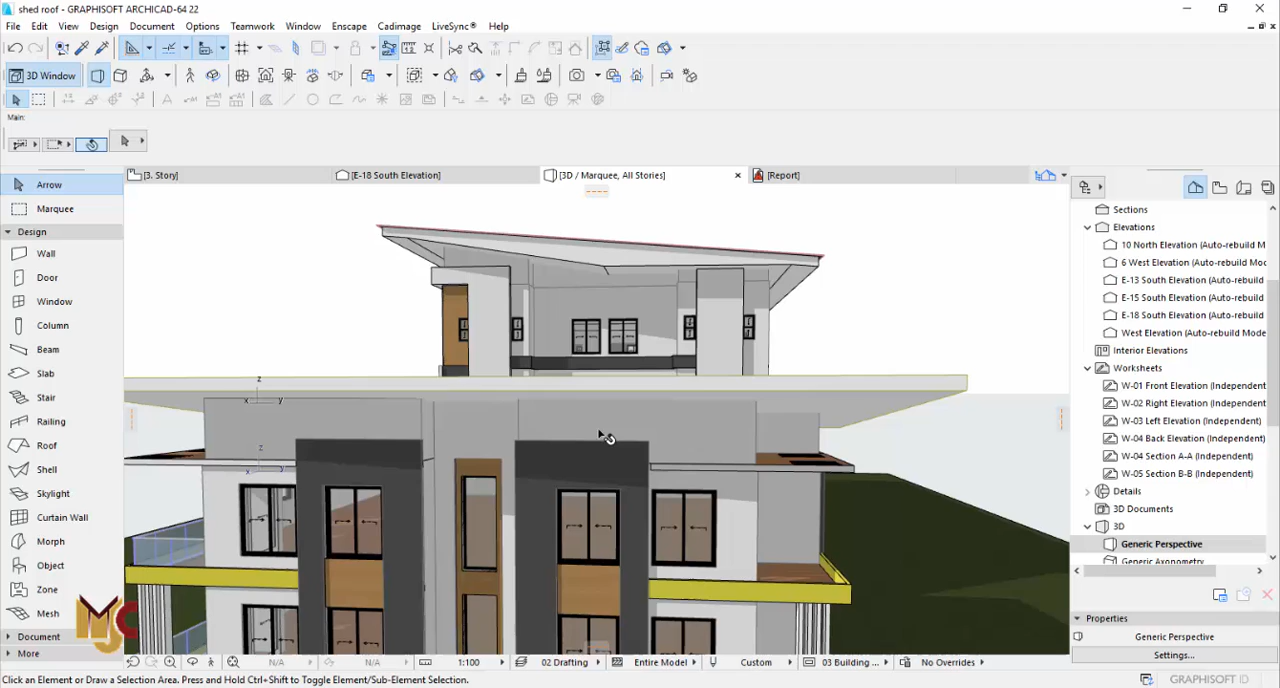 shed roof - GRAPHISOFT ARCHICAD-64 22
File Edit View Design Document Options Teamwork Window Enscape Cadimage LiveSync® Help
3D Window
Main:
[3. Story] [E-18 South Elevation] [3D / Marquee, All Stories] [Report]
Arrow
Marquee
Design
Wall
Door
Window
Column
Beam
Slab
Stair
Railing
Roof
Shell
Skylight
Curtain Wall
Morph
Object
Zone
Mesh
Document
More
z
x y
z
Sections
Elevations
10 North Elevation (Auto-rebuild M
6 West Elevation (Auto-rebuild Moc
E-13 South Elevation (Auto-rebuild
E-15 South Elevation (Auto-rebuild
E-18 South Elevation (Auto-rebuild
West Elevation (Auto-rebuild Mode
Interior Elevations
Worksheets
W-01 Front Elevation (Independent
W-02 Right Elevation (Independent
W-03 Left Elevation (Independent)
W-04 Back Elevation (Independent)
W-04 Section A-A (Independent)
W-05 Section B-B (Independent)
Details
3D Documents
3D
Generic Perspective
Generic Axonometry
Properties
Generic Perspective
Settings...
N/A N/A 1:100 02 Drafting Entire Model Custom 03 Building ... No Overrides
Click an Element or Draw a Selection Area. Press and Hold Ctrl+Shift to Toggle Element/Sub-Element Selection.
GRAPHISOFT ID